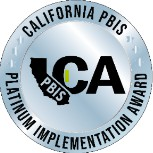 CALIFORNIA PBIS
PBIS
CA
PLATINUM IMPLEMENTATION AWARD